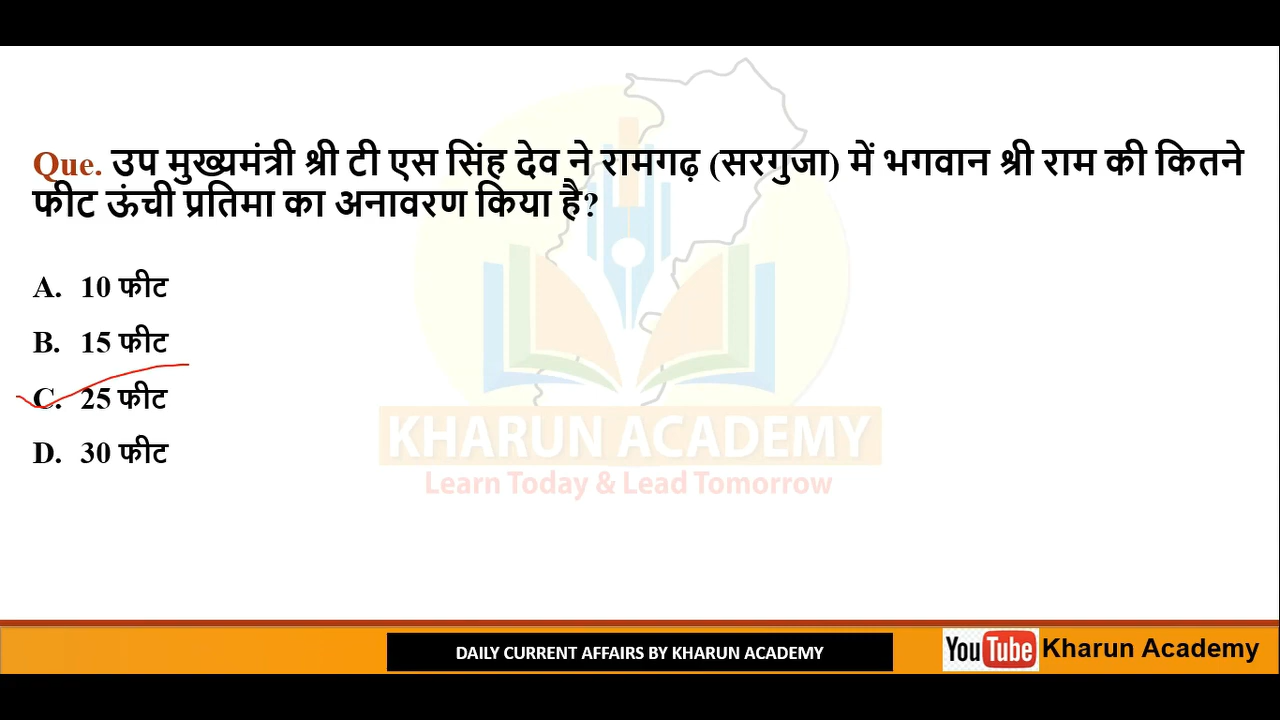 Que. उप मुख्यमंत्री श्री टी एस सिंह देव ने रामगढ़ (सरगुजा) में भगवान श्री राम की कितने
फीट ऊंची प्रतिमा का अनावरण किया है?
A. 10 फीट
B. 15 फीट
C. 25 फीट
D. 30 फीट
KHARUN ACADEMY
Learn Today & Lead Tomorrow
DAILY CURRENT AFFAIRS BY KHARUN ACADEMY
YouTube Kharun Academy